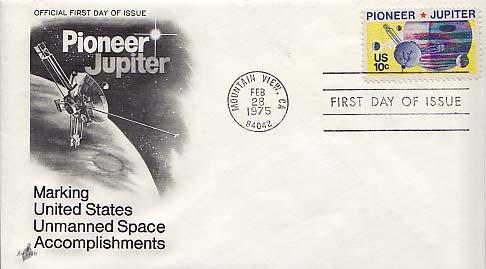 OFFICIAL FIRST DAY OF ISSUE
Pioneer
Jupiter
Marking
United States
Unmanned Space
Accomplishments
MOUNTAIN VIEW, CA
FEB
28
1975
94042
PIONEER ★ JUPITER
US
10c
FIRST DAY OF ISSUE